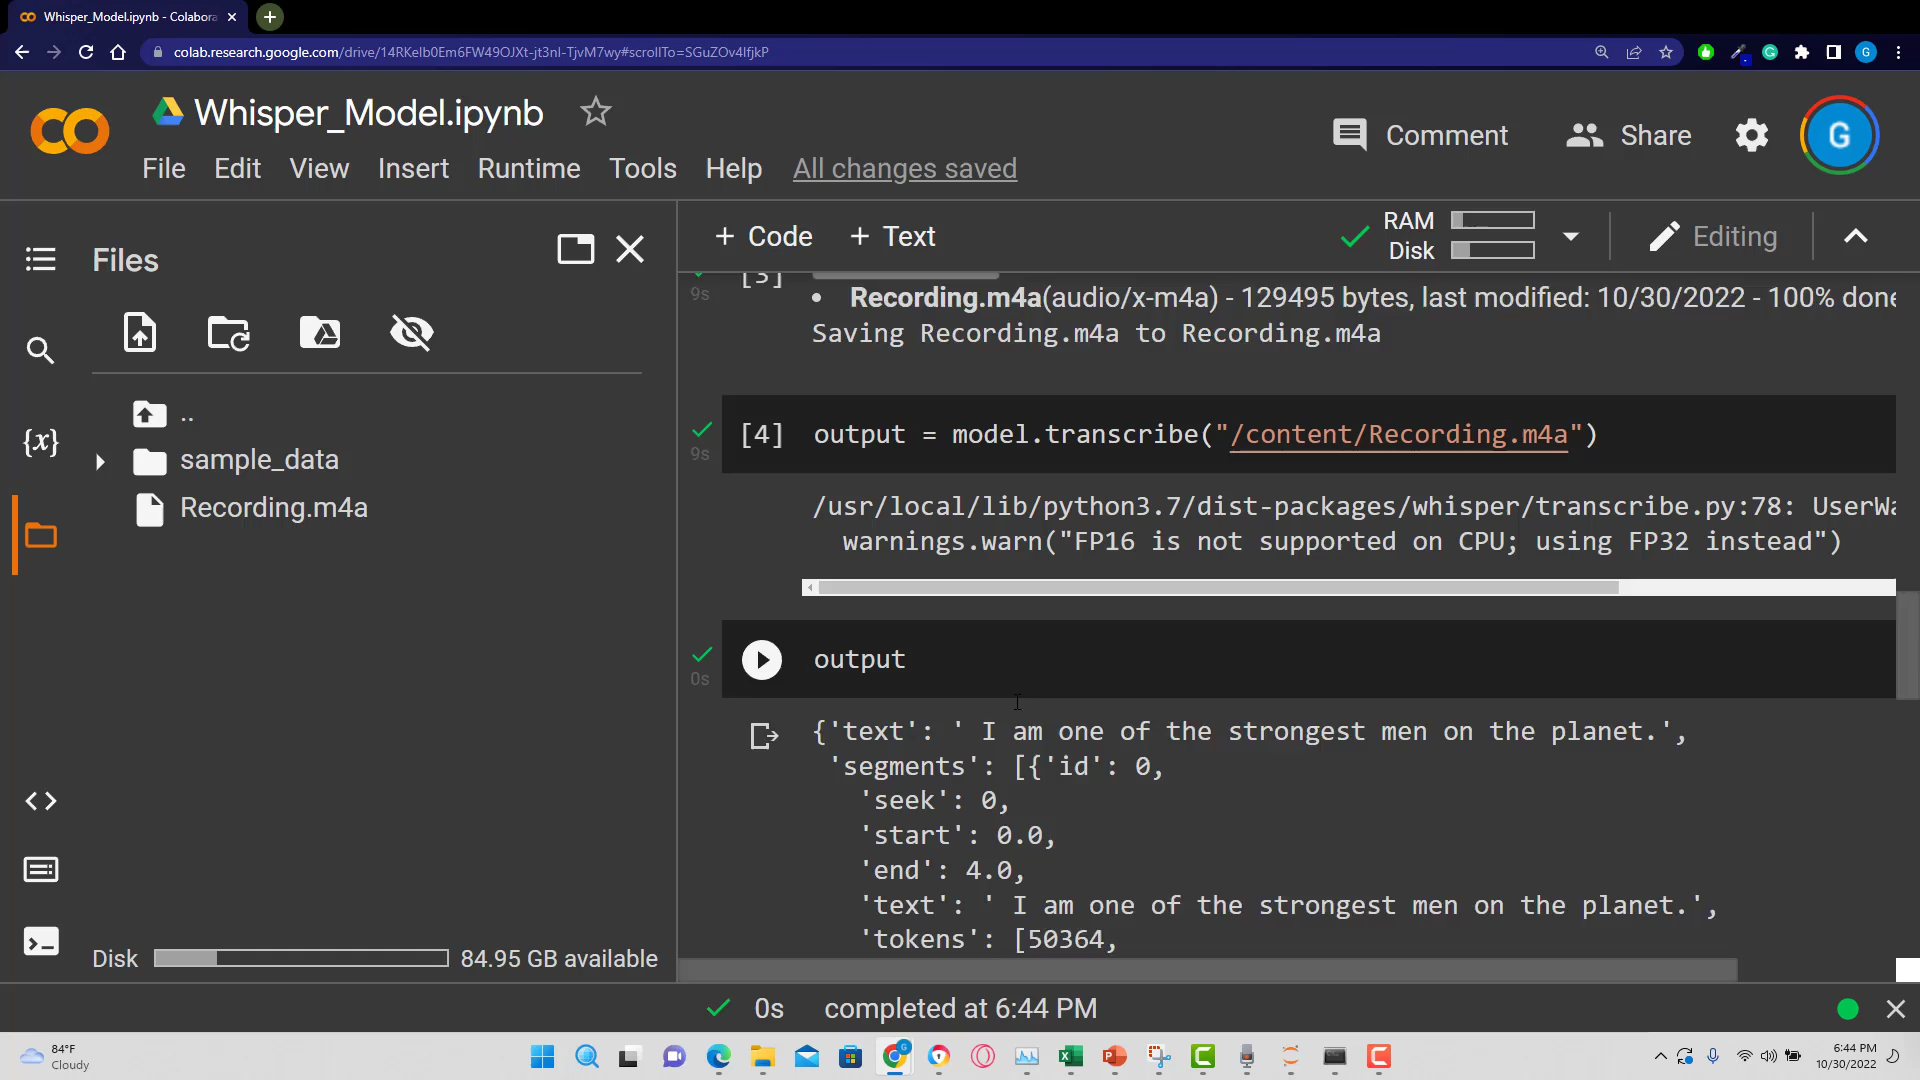 Whisper_Model.ipynb - Colabora
colab.research.google.com/drive/14RKelb0Em6FW49OJXt-jt3nI-TjvM7wy#scrollTo=SGuZOv4lfjkP
G
Whisper_Model.ipynb
Comment
Share
G
File Edit View Insert Runtime Tools Help All changes saved
Files
+ Code + Text
RAM
Disk
Editing
[3]
9s
Recording.m4a(audio/x-m4a) - 129495 bytes, last modified: 10/30/2022 - 100% done
Saving Recording.m4a to Recording.m4a
{x}
..
sample_data
Recording.m4a
[4] output = model.transcribe("/content/Recording.m4a")
9s
/usr/local/lib/python3.7/dist-packages/whisper/transcribe.py:78: UserWa
warnings.warn("FP16 is not supported on CPU; using FP32 instead")
output
0s
{'text': ' I am one of the strongest men on the planet.',
'segments': [{'id': 0,
'seek': 0,
'start': 0.0,
'end': 4.0,
'text': ' I am one of the strongest men on the planet.',
'tokens': [50364,
Disk 84.95 GB available
0s completed at 6:44 PM
84°F
Cloudy
6:44 PM
10/30/2022